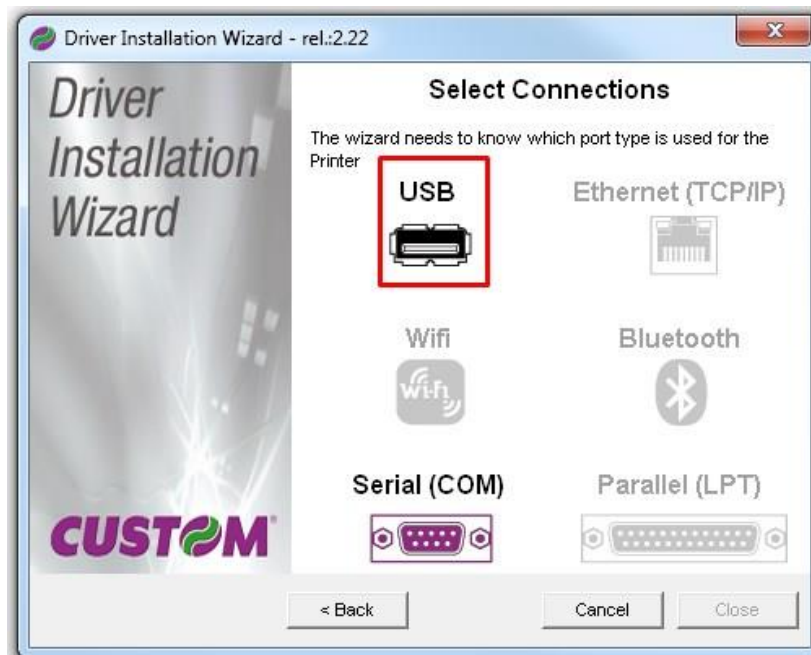 Driver Installation Wizard - rel.:2.22
Driver
Installation
Wizard
CUSTOM
Select Connections
The wizard needs to know which port type is used for the
Printer
USB
Ethernet (TCP/IP)
Wifi
Bluetooth
Wi-Fi
Serial (COM)
Parallel (LPT)
< Back
Cancel
Close